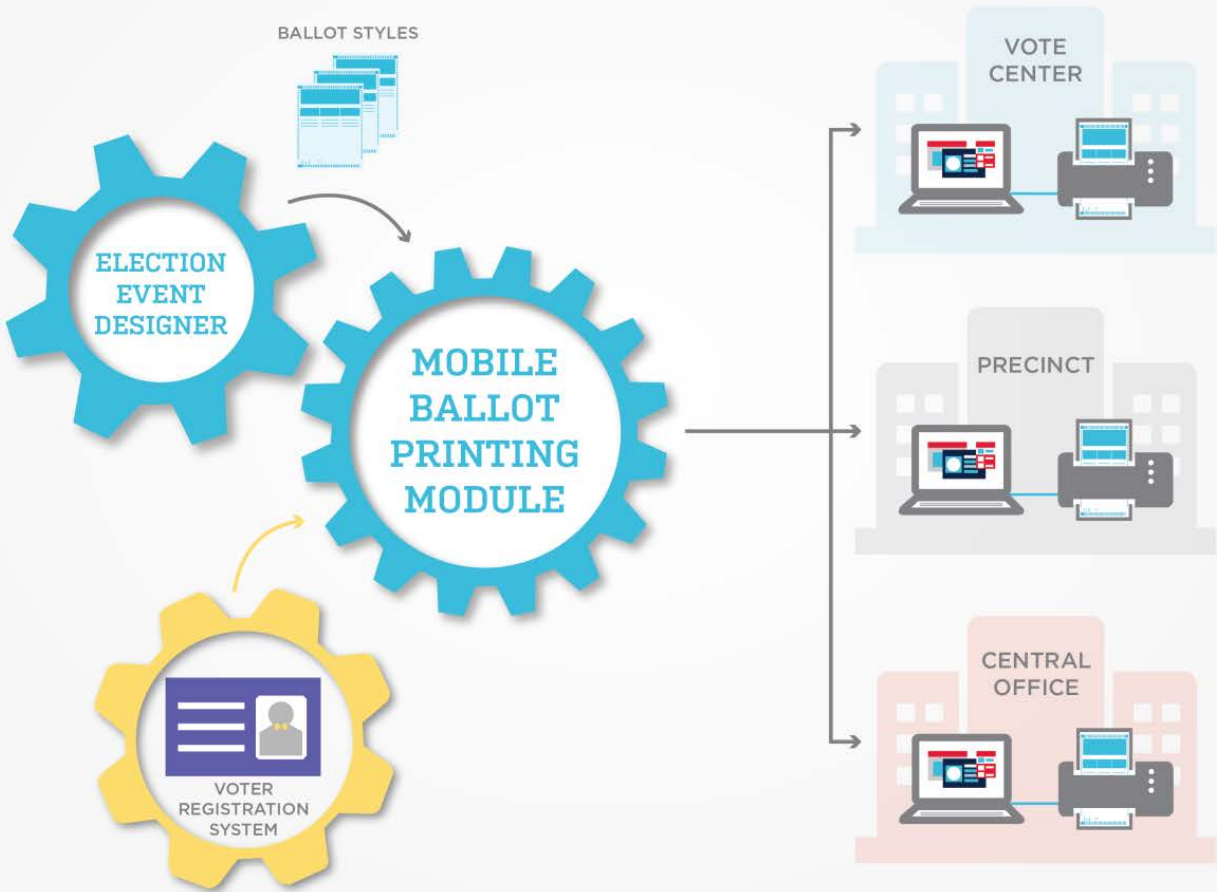 BALLOT STYLES
ELECTION
EVENT
DESIGNER
MOBILE
BALLOT
PRINTING
MODULE
VOTER
REGISTRATION
SYSTEM
VOTE
CENTER
PRECINCT
CENTRAL
OFFICE